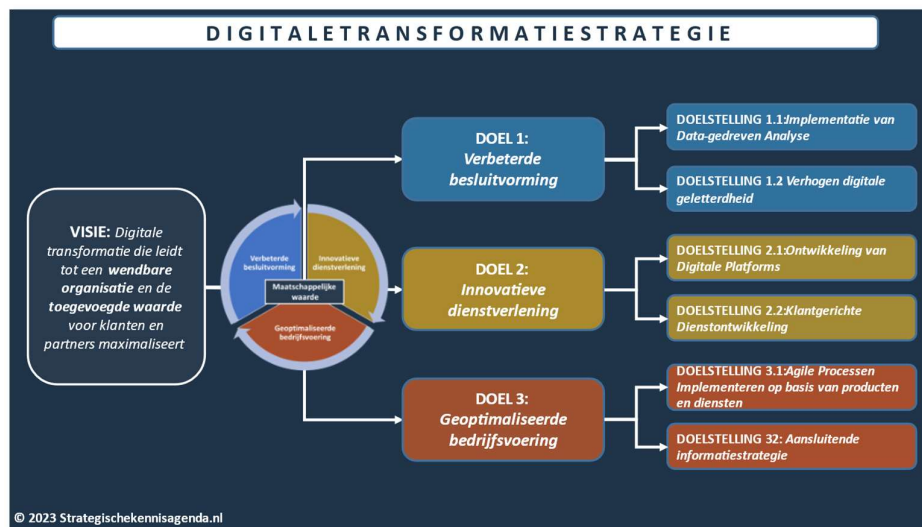 DIGITALETRANSFORMATIESTRATEGIE
VISIE: Digitale
transformatie die leidt
tot een wendbare
organisatie en de
toegevoegde waarde
voor klanten en
partners maximaliseert
Verbeterde
besluitvorming
Innovatieve
dienstverlening
Maatschappelijke
waarde
Geoptimaliseerde
bedrijfsvoering
DOEL 1:
Verbeterde
besluitvorming
DOELSTELLING 1.1:Implementatie van
Data-gedreven Analyse
DOELSTELLING 1.2 Verhogen digitale
geletterdheid
DOEL 2:
Innovatieve
dienstverlening
DOELSTELLING 2.1:Ontwikkeling van
Digitale Platforms
DOELSTELLING 2.2:Klantgerichte
Dienstontwikkeling
DOEL 3:
Geoptimaliseerde
bedrijfsvoering
DOELSTELLING 3.1:Agile Processen
Implementeren op basis van producten
en diensten
DOELSTELLING 32: Aansluitende
informatiestrategie
© 2023 Strategischekennisagenda.nl